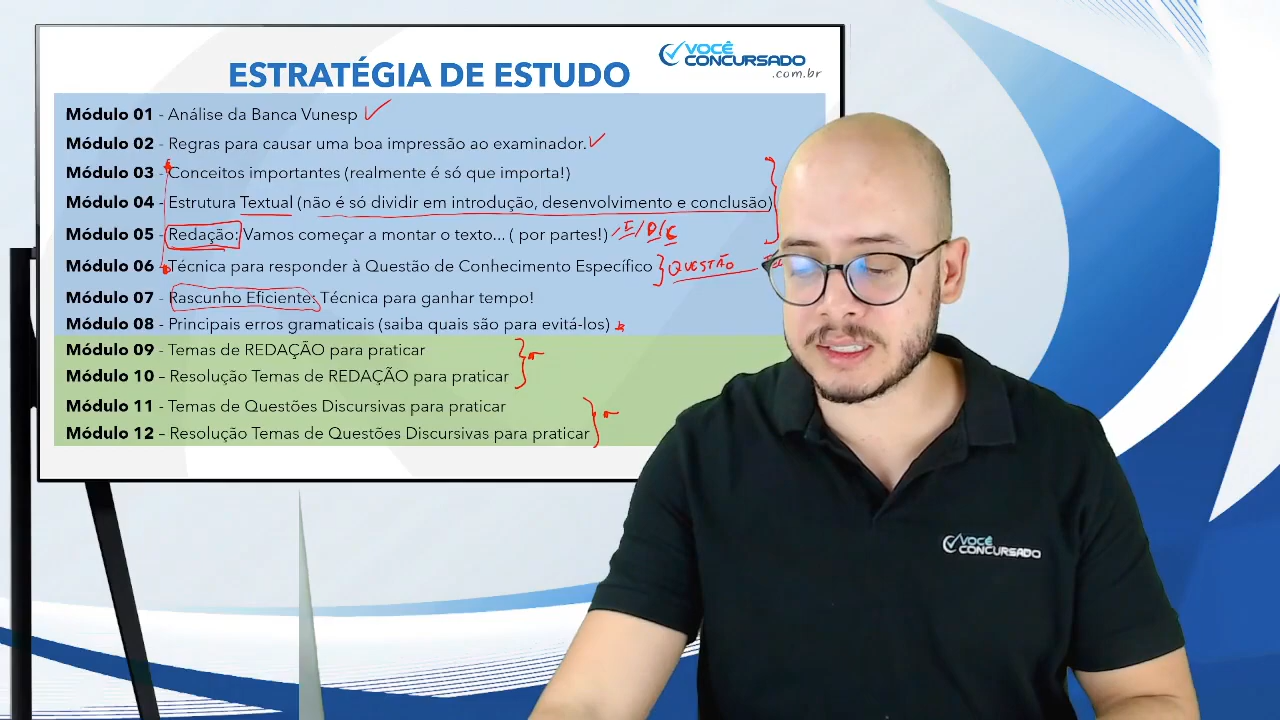 VOCÊ
CONCURSADO
.com.br
ESTRATÉGIA DE ESTUDO
Módulo 01 - Análise da Banca Vunesp
Módulo 02 - Regras para causar uma boa impressão ao examinador.
Módulo 03 - Conceitos importantes (realmente é só que importa!)
Módulo 04 - Estrutura Textual (não é só dividir em introdução, desenvolvimento e conclusão)
Módulo 05 - Redação: Vamos começar a montar o texto... ( por partes!) I/D/C
Módulo 06 - Técnica para responder à Questão de Conhecimento Específico QUESTÃO
Módulo 07 - Rascunho Eficiente: Técnica para ganhar tempo!
Módulo 08 - Principais erros gramaticais (saiba quais são para evitá-los)
Módulo 09 - Temas de REDAÇÃO para praticar
Módulo 10 – Resolução Temas de REDAÇÃO para praticar
Módulo 11 - Temas de Questões Discursivas para praticar
Módulo 12 – Resolução Temas de Questões Discursivas para praticar
VOCÊ
CONCURSADO